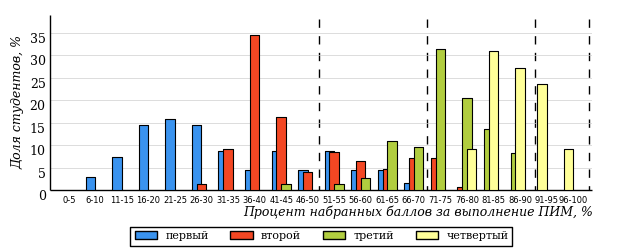 Доля студентов, %
35
30
25
20
15
10
5
0
0-5 6-10 11-15 16-20 21-25 26-30 31-35 36-40 41-45 46-50 51-55 56-60 61-65 66-70 71-75 76-80 81-85 86-90 91-95 96-100
Процент набранных баллов за выполнение ПИМ, %
первый второй третий четвертый